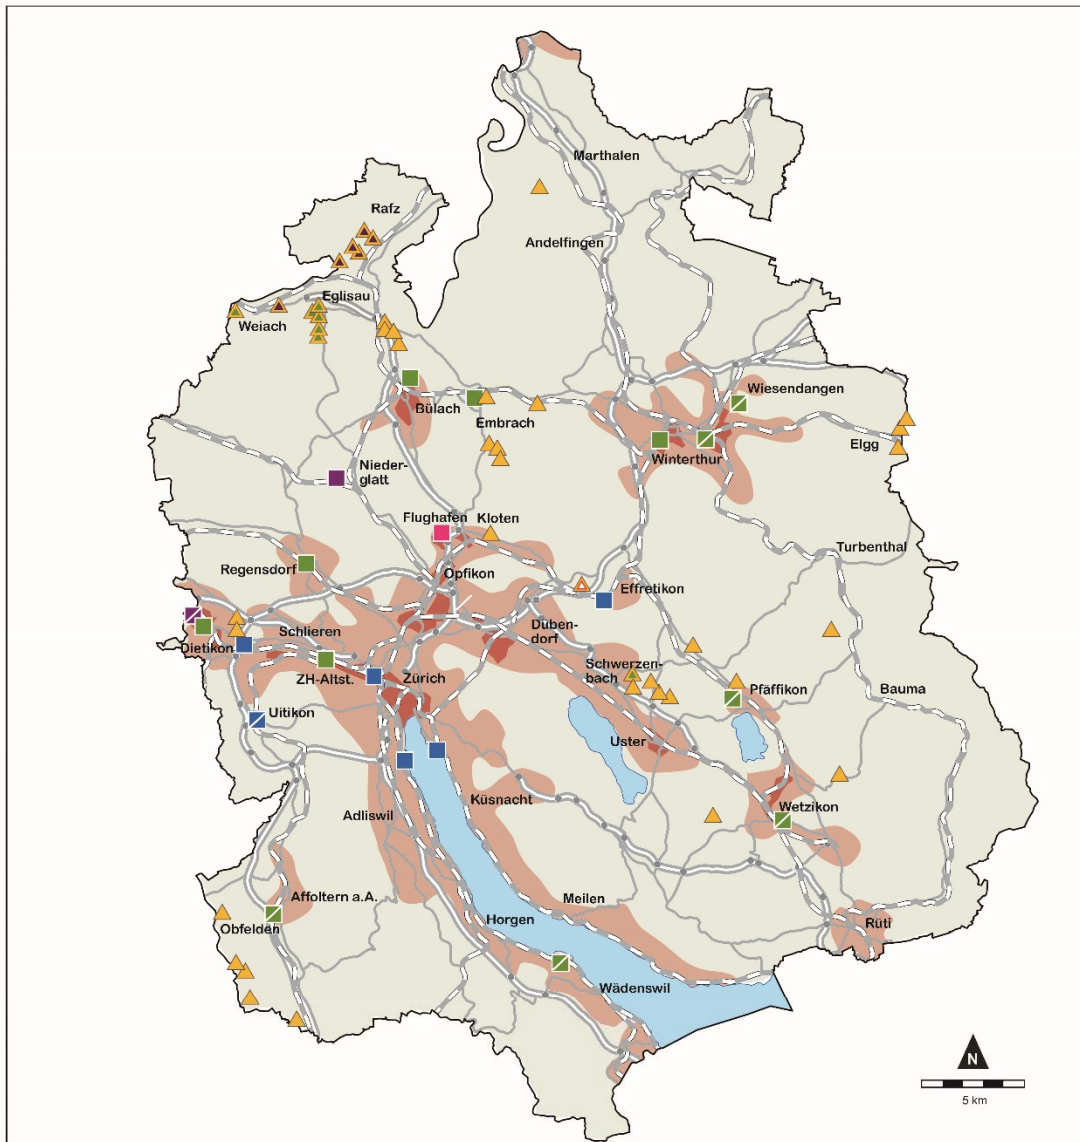 Marthalen
Rafz
Andelfingen
Eglisau
Weiach
Wiesendangen
Bülach
Embrach
Elgg
Winterthur
Nieder-
glatt
Flughafen
Kloten
Turbenthal
Regensdorf
Opfikon
Effretikon
Düben-
dorf
Schlieren
Dietikon
Schwerzen-
bach
ZH-Altst.
Zürich
Pfäffikon
Bauma
Uitikon
Uster
Küsnacht
Wetzikon
Adliswil
Affoltern a.A.
Meilen
Horgen
Obfelden
Rüti
Wädenswil
N
5 km